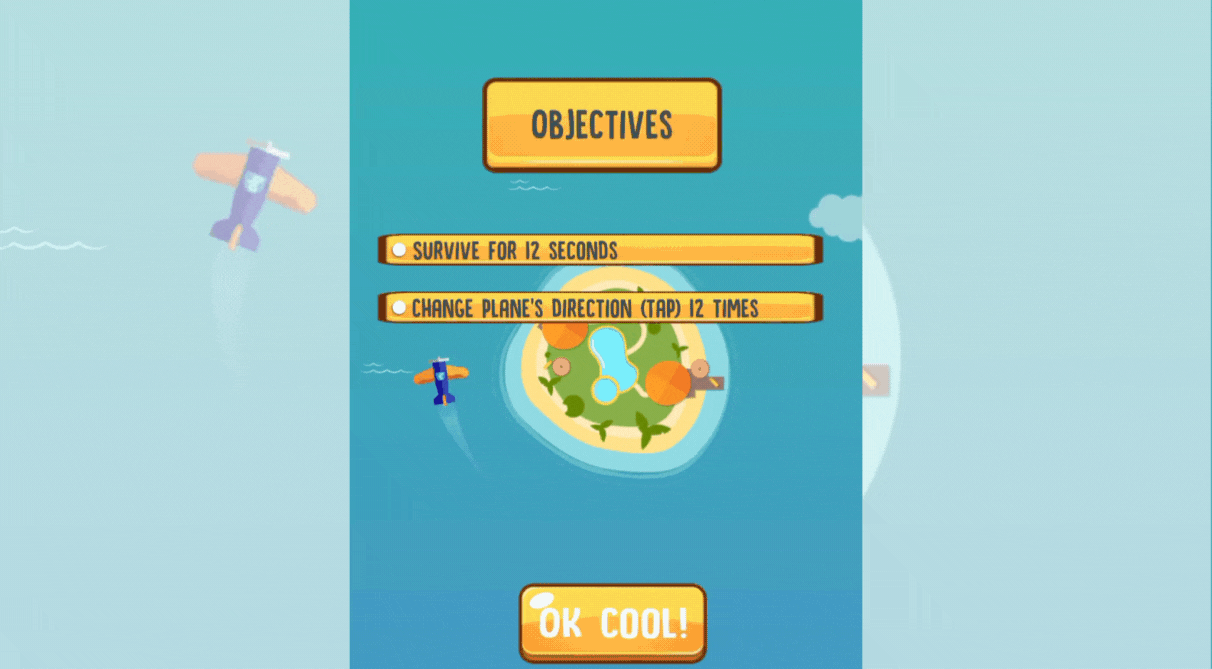 OBJECTIVES
SURVIVE FOR 12 SECONDS
CHANGE PLANE'S DIRECTION (TAP) 12 TIMES
OK COOL!